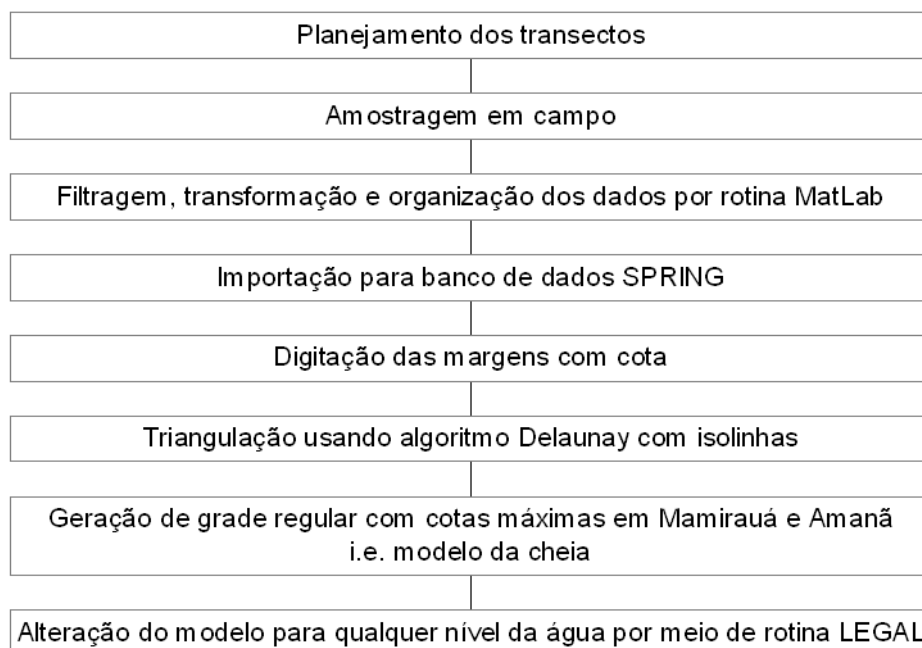 Planejamento dos transectos
Amostragem em campo
Filtragem, transformação e organização dos dados por rotina MatLab
Importação para banco de dados SPRING
Digitação das margens com cota
Triangulação usando algoritmo Delaunay com isolinhas
Geração de grade regular com cotas máximas em Mamirauá e Amanã
i.e. modelo da cheia
Alteração do modelo para qualquer nível da água por meio de rotina LEGAL